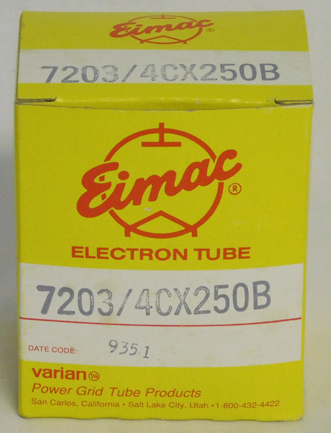 Eimac®
7203/4CX250B
Eimac®
ELECTRON TUBE
7203/4CX250B
DATE CODE: 9351
varian
Power Grid Tube Products
San Carlos, California • Salt Lake City, Utah • 1-800-432-4422